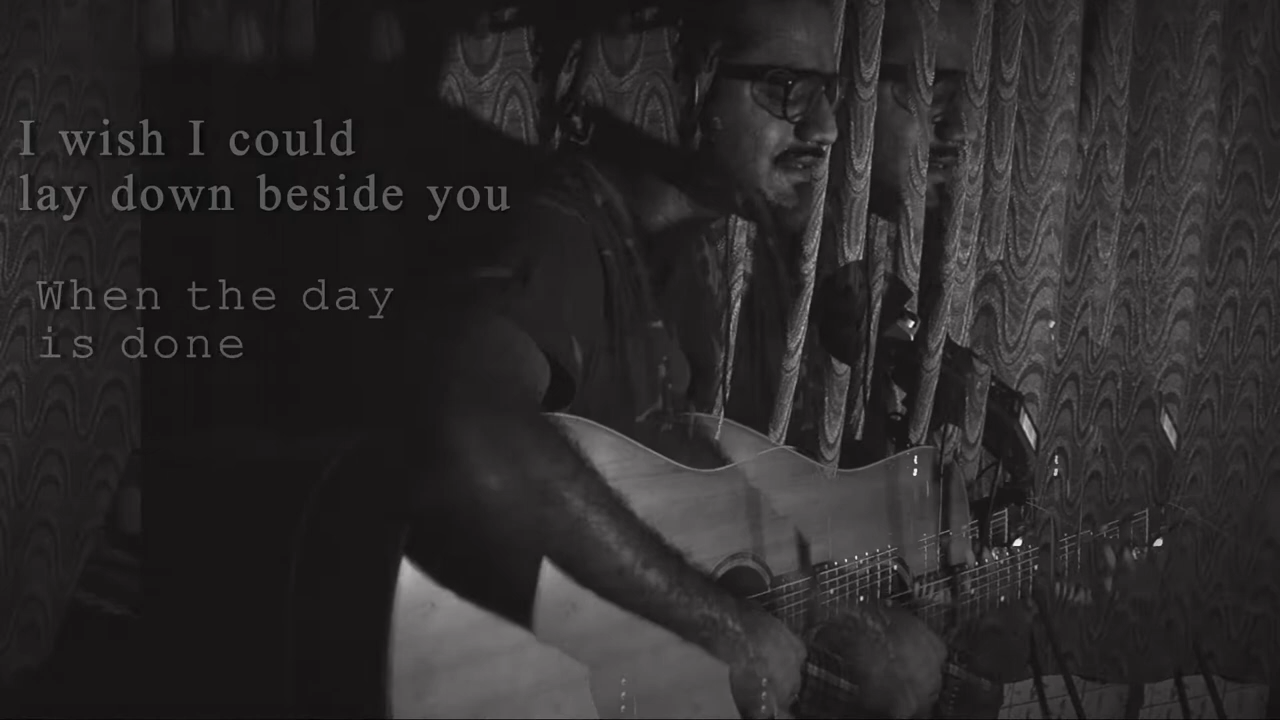 I wish I could
lay down beside you
When the day
is done